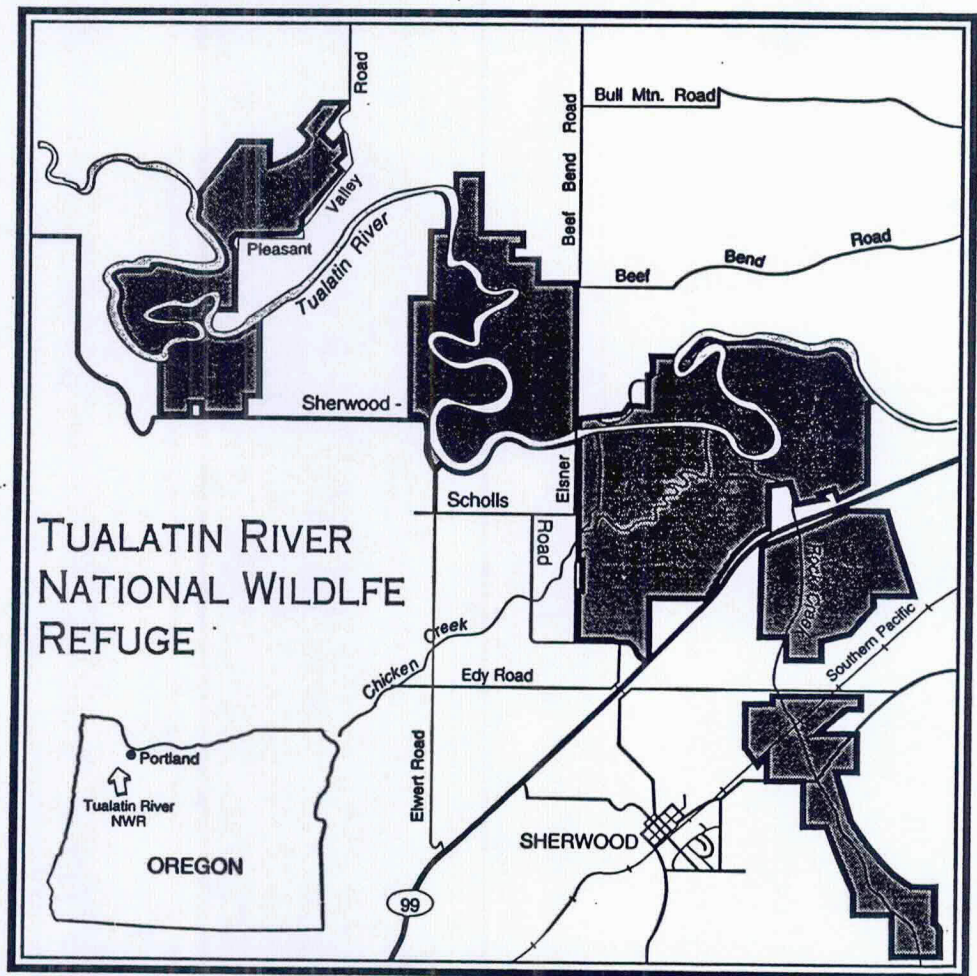 Road
Bull Mtn. Road
Beef Bend Road
Valley
Pleasant
Tualatin River
Beef Bend Road
Sherwood -
Scholls
Elsner
Road
Rock Creek
TUALATIN RIVER
NATIONAL WILDLFE
REFUGE
Chicken Creek
Edy Road
Southern Pacific
Elwert Road
Portland
Tualatin River
NWR
OREGON
SHERWOOD
99